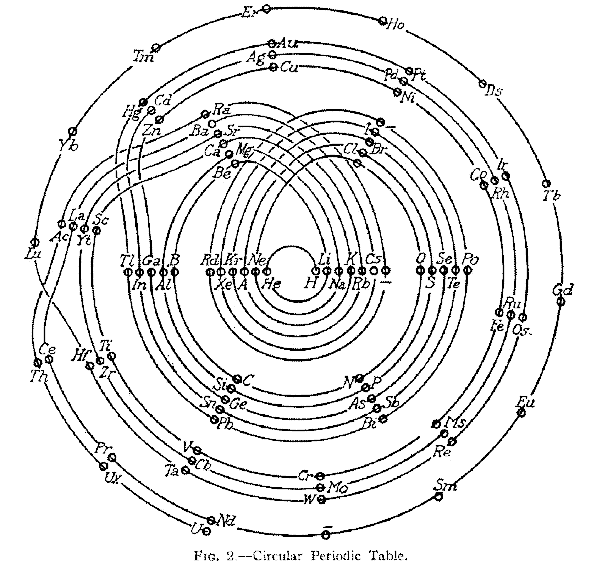 Er
Ho
Au
Tm
Ag
Cu
Pd
Pt
Ds
Ni
Hg
Cd
Zn
Ra
Ba
Sr
Ca
Mg
Be
I
Cl
Br
Yb
Co
Rh
Ir
Tb
Ac
La
Yt
Sc
Lu
Tl
Ga
B
Rd
Kr
Ne
Li
K
Cs
O
Se
Po
In
Al
Xe
A
He
H
Na
Rb
—
S
Te
Gd
Fe
Ru
Os
Ce
Th
Hf
Zr
Ti
Si
C
N
P
Sn
Ge
As
Sb
Pb
Bi
Eu
V
Ms
Re
Pr
Ux
Ta
Cb
Cr
Mo
W
Sm
U
Nd
—
FIG. 2—Circular Periodic Table.